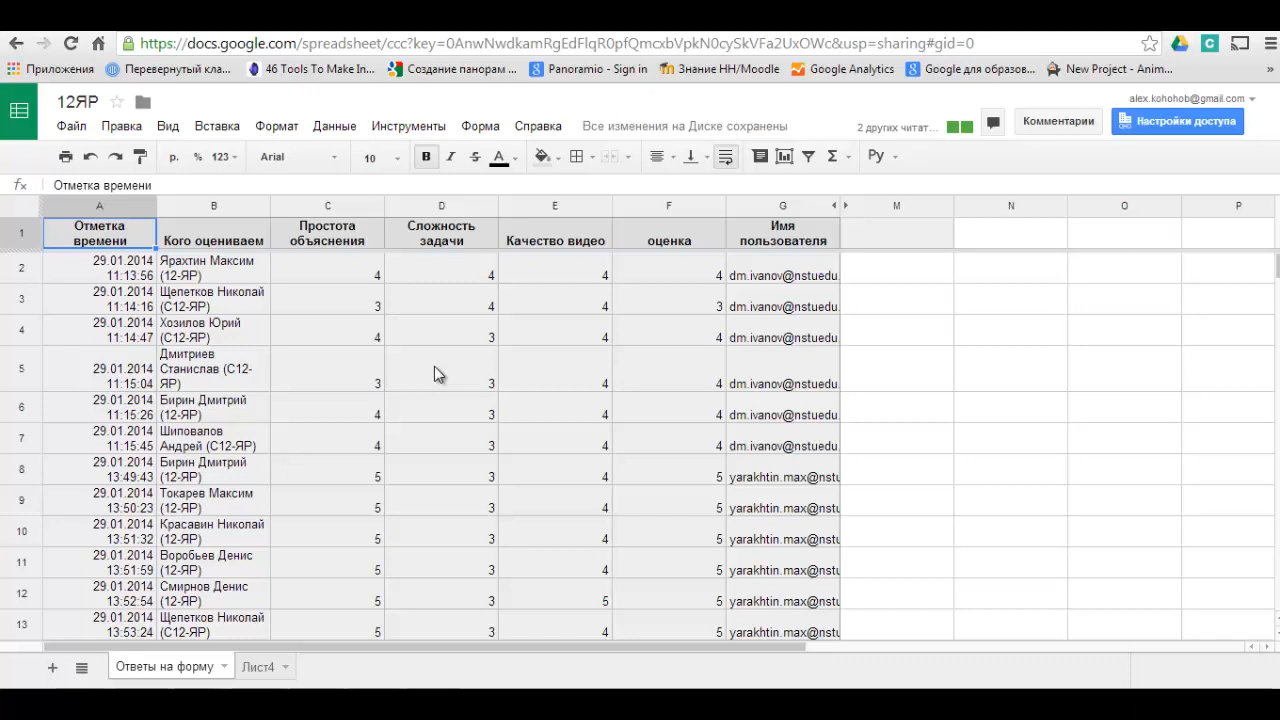 https://docs.google.com/spreadsheet/ccc?key=0AnwNwdkamRgEdFlqR0pfQmcxbVpkN0cySkVFa2UxOWc&usp=sharing#gid=0
Приложения Перевернутый кла... 46 Tools To Make In... Создание панорам ... Panoramio - Sign in Знание НН/Moodle Google Analytics Google для образов... New Project - Anim... »
12ЯР
alex.kohohob@gmail.com
Файл Правка Вид Вставка Формат Данные Инструменты Форма Справка Все изменения на Диске сохранены 2 других читат... Комментарии Настройки доступа
р. % 123 Arial 10 B I S A Σ Ру
fx Отметка времени
A B C D E F G M N O P
1 Отметка времени Кого оцениваем Простота объяснения Сложность задачи Качество видео оценка Имя пользователя
2 29.01.2014 11:13:56 Ярахтин Максим (12-ЯР) 4 4 4 4 dm.ivanov@nstuedu.
3 29.01.2014 11:14:16 Щепетков Николай (С12-ЯР) 3 4 4 3 dm.ivanov@nstuedu.
4 29.01.2014 11:14:47 Хозилов Юрий (С12-ЯР) 4 3 4 4 dm.ivanov@nstuedu.
5 29.01.2014 11:15:04 Дмитриев Станислав (С12-ЯР) 3 3 4 4 dm.ivanov@nstuedu.
6 29.01.2014 11:15:26 Бирин Дмитрий (12-ЯР) 4 3 4 4 dm.ivanov@nstuedu.
7 29.01.2014 11:15:45 Шиповалов Андрей (С12-ЯР) 4 3 4 4 dm.ivanov@nstuedu.
8 29.01.2014 13:49:43 Бирин Дмитрий (12-ЯР) 5 3 4 5 yarakhtin.max@nstu
9 29.01.2014 13:50:23 Токарев Максим (12-ЯР) 5 3 4 5 yarakhtin.max@nstu
10 29.01.2014 13:51:32 Красавин Николай (12-ЯР) 5 3 4 5 yarakhtin.max@nstu
11 29.01.2014 13:51:59 Воробьев Денис (12-ЯР) 5 3 4 5 yarakhtin.max@nstu
12 29.01.2014 13:52:54 Смирнов Денис (12-ЯР) 5 3 5 5 yarakhtin.max@nstu
13 29.01.2014 13:53:24 Щепетков Николай (С12-ЯР) 5 3 4 5 yarakhtin.max@nstu
Ответы на форму Лист4